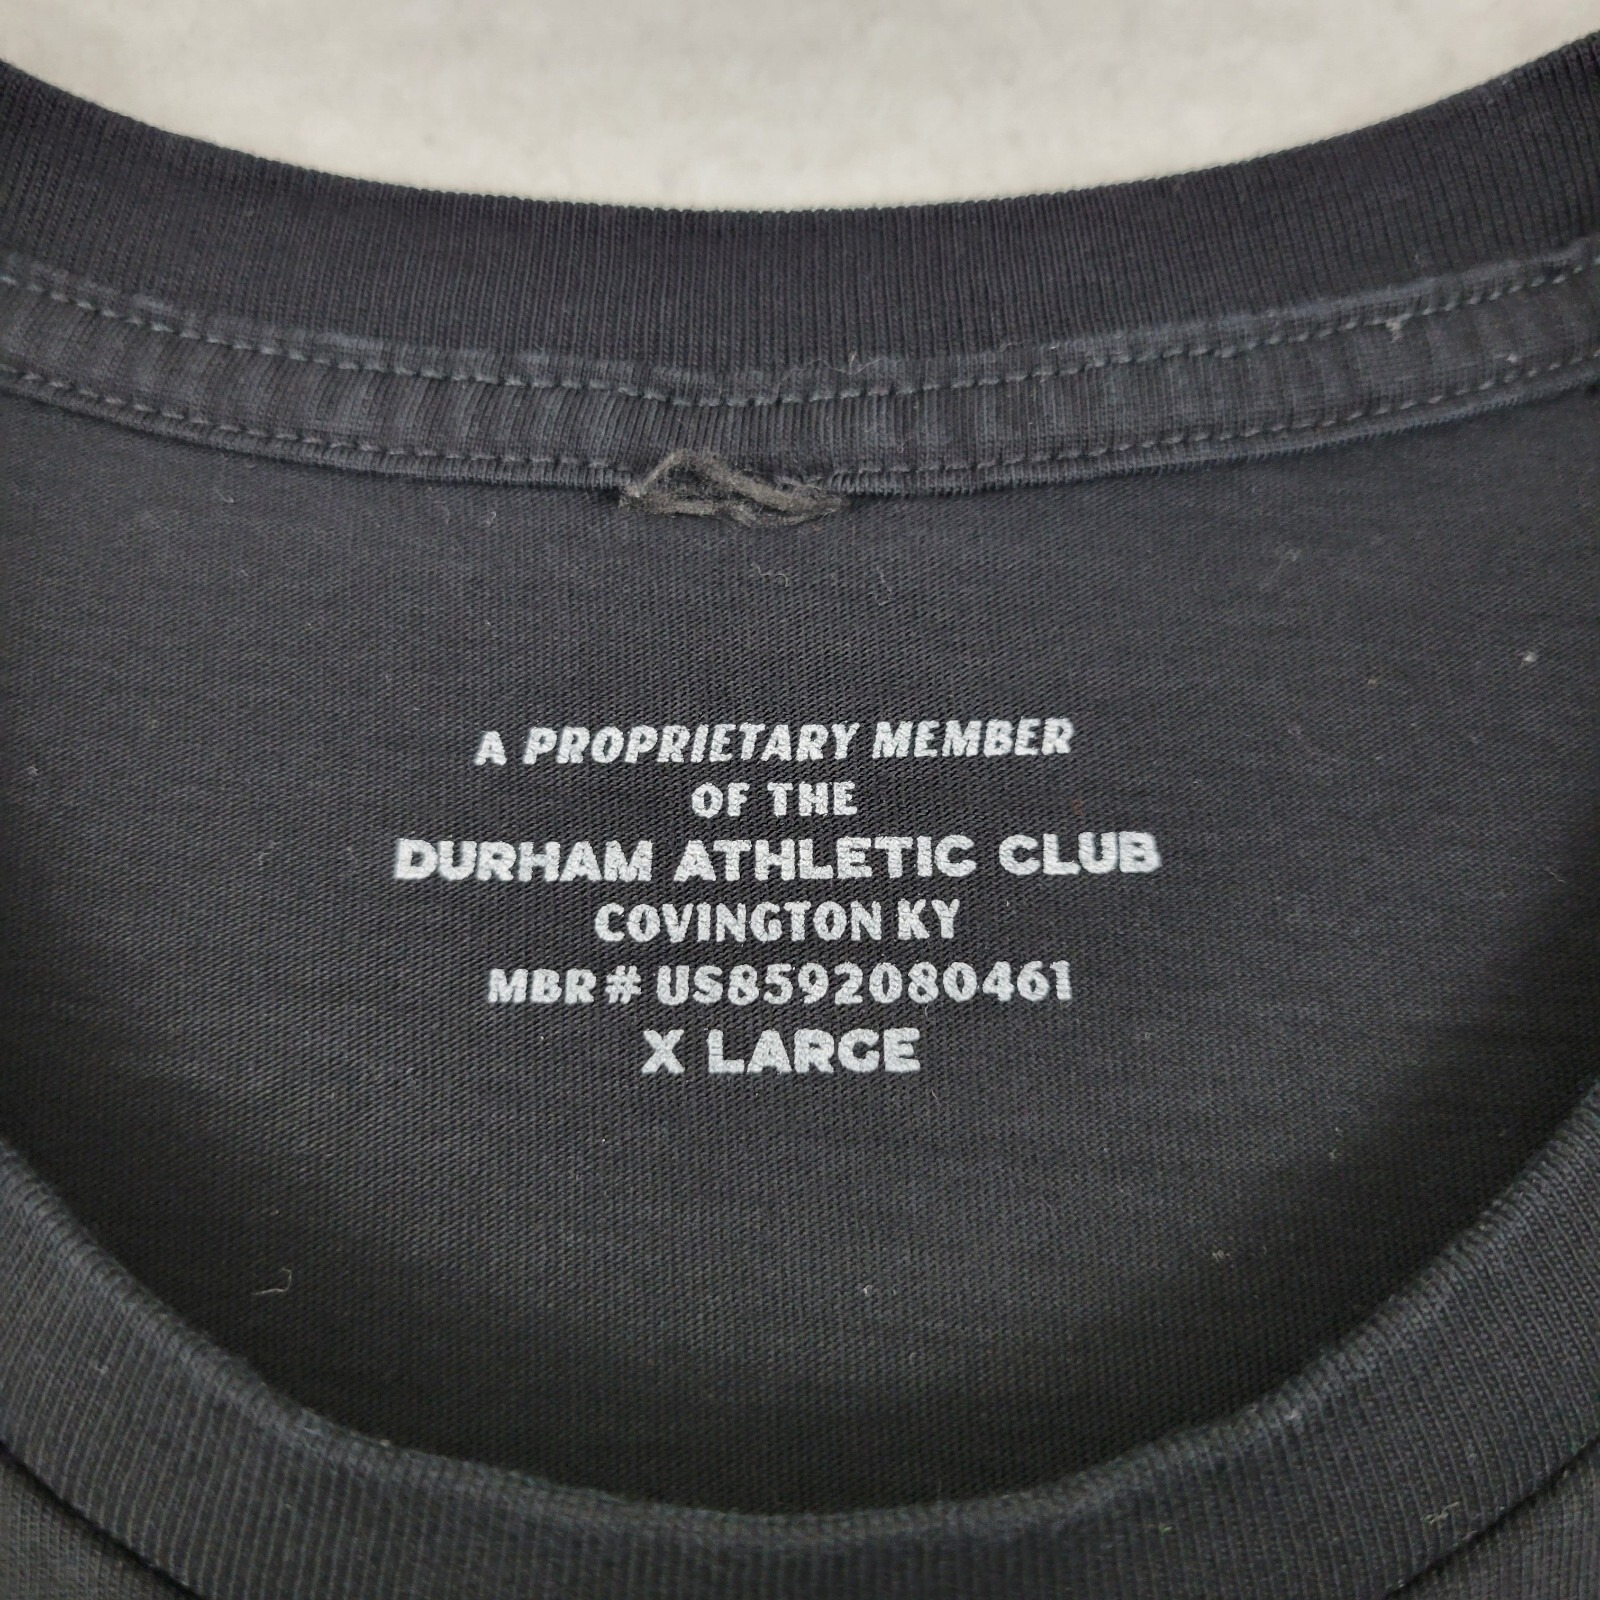 A PROPRIETARY MEMBER
OF THE
DURHAM ATHLETIC CLUB
COVINGTON KY
MBR# US8592080461
X LARGE